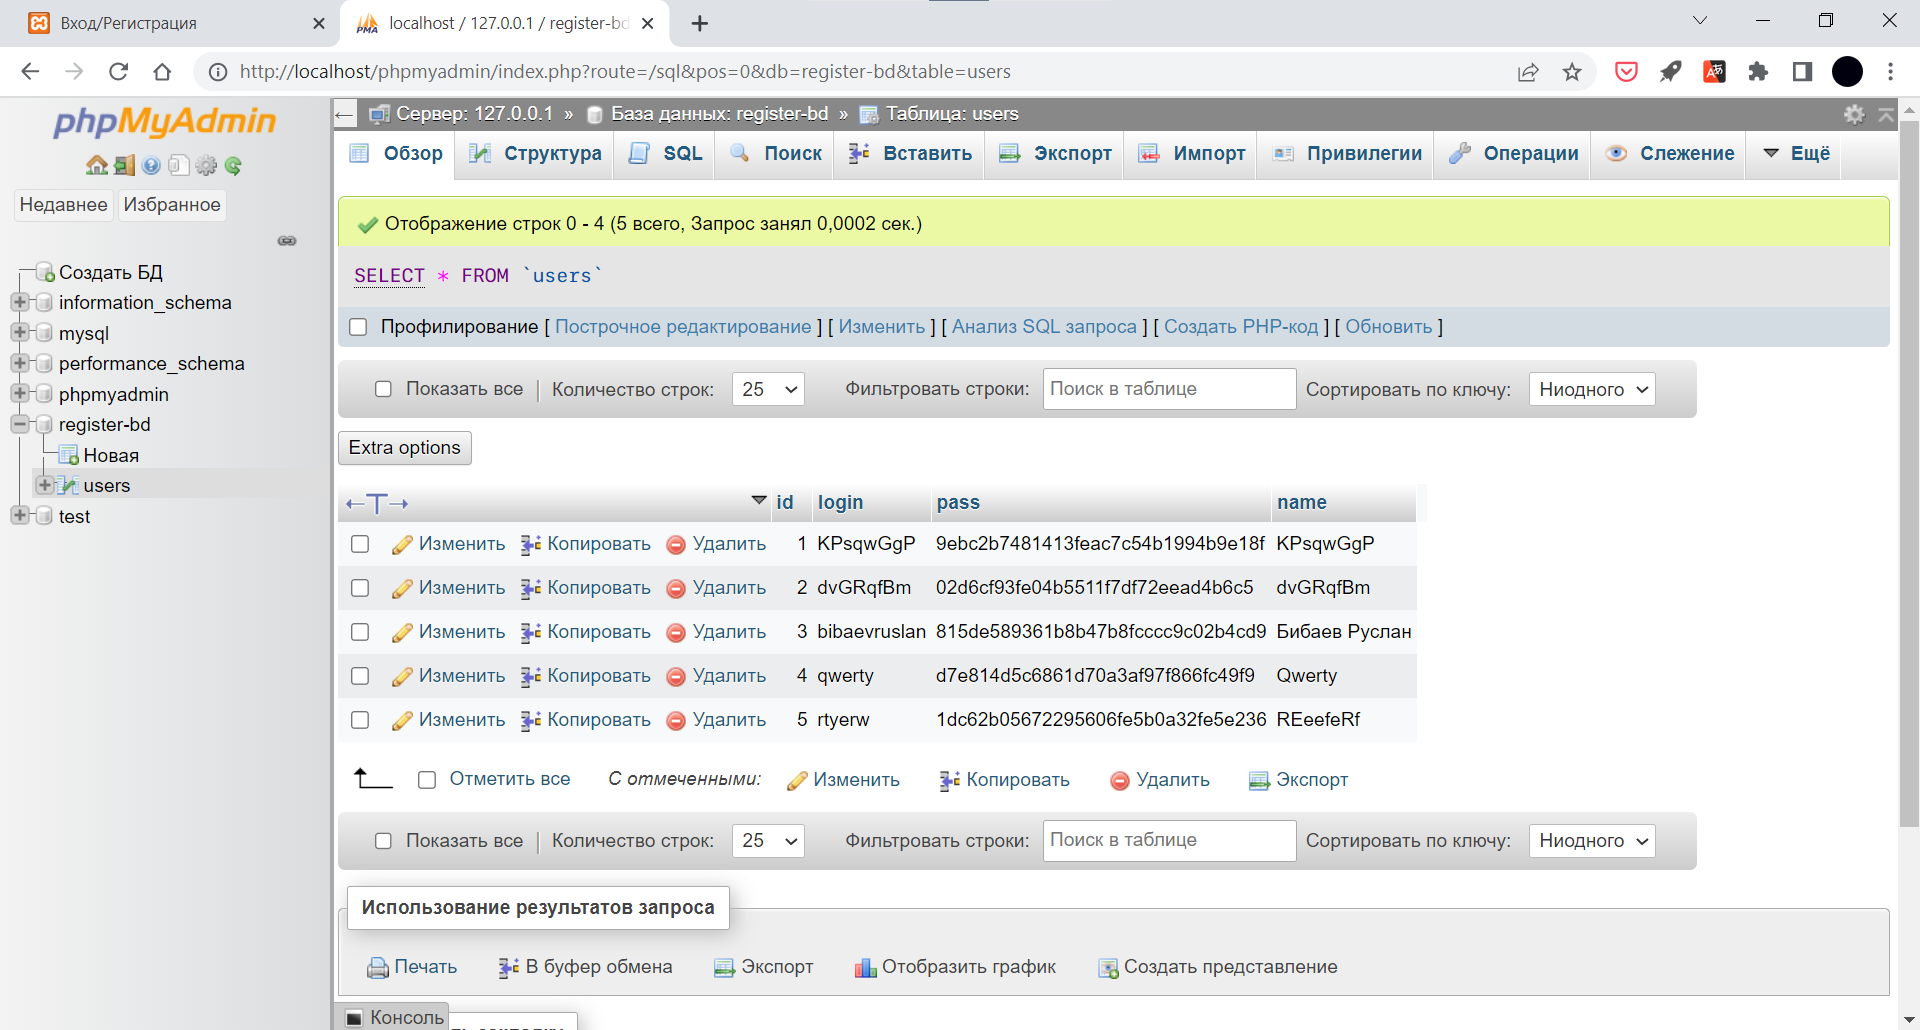 Вход/Регистрация
localhost / 127.0.0.1 / register-bd
http://localhost/phpmyadmin/index.php?route=/sql&pos=0&db=register-bd&table=users
phpMyAdmin
Недавнее Избранное
Создать БД
information_schema
mysql
performance_schema
phpmyadmin
register-bd
Новая
users
test
Сервер: 127.0.0.1 » База данных: register-bd » Таблица: users
Обзор Структура SQL Поиск Вставить Экспорт Импорт Привилегии Операции Слежение Ещё
Отображение строк 0 - 4 (5 всего, Запрос занял 0,0002 сек.)
SELECT * FROM `users`
Профилирование [ Построчное редактирование ] [ Изменить ] [ Анализ SQL запроса ] [ Создать PHP-код ] [ Обновить ]
Показать все | Количество строк: 25 Фильтровать строки: Поиск в таблице Сортировать по ключу: Ниодного
Extra options
←T→ id login pass name
Изменить Копировать Удалить 1 KPsqwGgP 9ebc2b7481413feac7c54b1994b9e18f KPsqwGgP
Изменить Копировать Удалить 2 dvGRqfBm 02d6cf93fe04b5511f7df72eead4b6c5 dvGRqfBm
Изменить Копировать Удалить 3 bibaevruslan 815de589361b8b47b8fcccc9c02b4cd9 Бибаев Руслан
Изменить Копировать Удалить 4 qwerty d7e814d5c6861d70a3af97f866fc49f9 Qwerty
Изменить Копировать Удалить 5 rtyerw 1dc62b05672295606fe5b0a32fe5e236 REeefeRf
Отметить все С отмеченными: Изменить Копировать Удалить Экспорт
Показать все | Количество строк: 25 Фильтровать строки: Поиск в таблице Сортировать по ключу: Ниодного
Использование результатов запроса
Печать В буфер обмена Экспорт Отобразить график Создать представление
Консоль